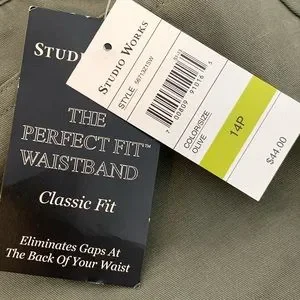 STUDIO
THE
PERFECT FIT™
WAISTBAND
Classic Fit
Eliminates Gaps At
The Back Of Your Waist
STUDIO WORKS
STYLE
COLOR/SIZE
OLIVE
14P
$44.00